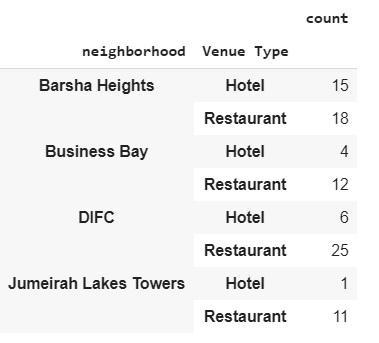 count
neighborhood Venue Type
Barsha Heights Hotel 15
Restaurant 18
Business Bay Hotel 4
Restaurant 12
DIFC Hotel 6
Restaurant 25
Jumeirah Lakes Towers Hotel 1
Restaurant 11